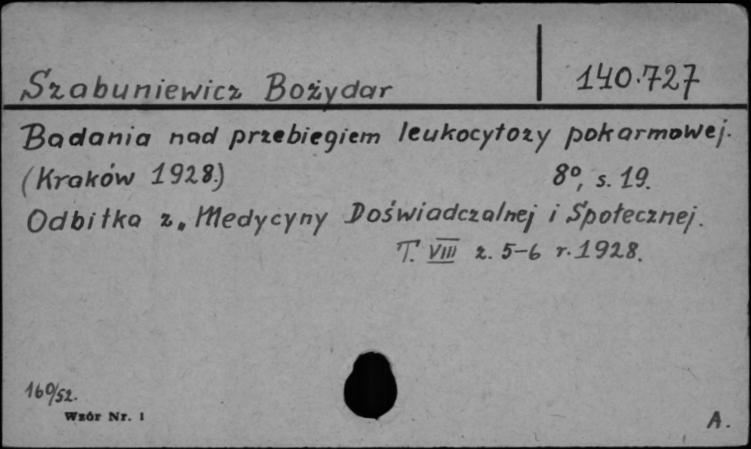 Szabuniewicz Bożydar 140.727
Badania nad przebiegiem leukocytozy pokarmowej.
(Kraków 1928.) 8°, s. 19.
Odbitka z „Medycyny Doświadczalnej i Społecznej.
T. VIII z. 5-6 r. 1928.
160/52.
Wzór Nr. 1
A.